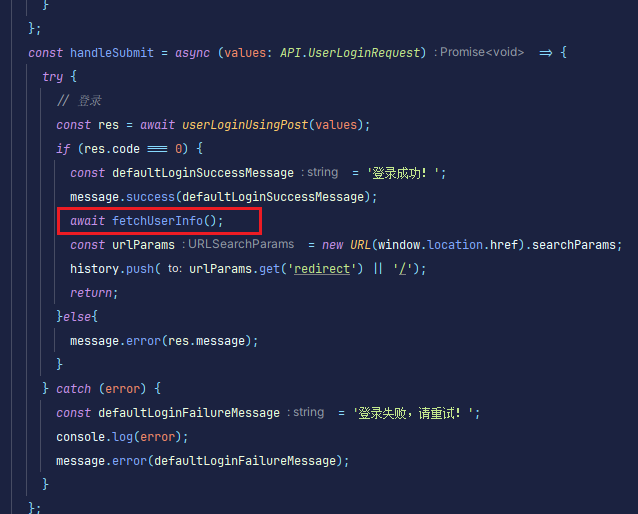 }
};
const handleSubmit = async (values: API.UserLoginRequest) : Promise<void> => {
try {
// 登录
const res = await userLoginUsingPost(values);
if (res.code === 0) {
const defaultLoginSuccessMessage : string = '登录成功！';
message.success(defaultLoginSuccessMessage);
await fetchUserInfo();
const urlParams : URLSearchParams = new URL(window.location.href).searchParams;
history.push( to: urlParams.get('redirect') || '/');
return;
}else{
message.error(res.message);
}
} catch (error) {
const defaultLoginFailureMessage : string = '登录失败，请重试！';
console.log(error);
message.error(defaultLoginFailureMessage);
}
};